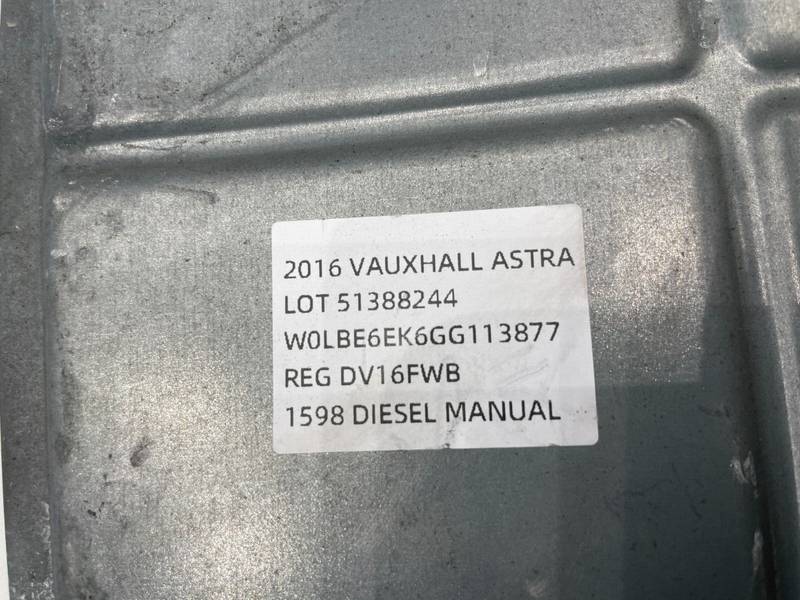 2016 VAUXHALL ASTRA
LOT 51388244
W0LBE6EK6GG113877
REG DV16FWB
1598 DIESEL MANUAL